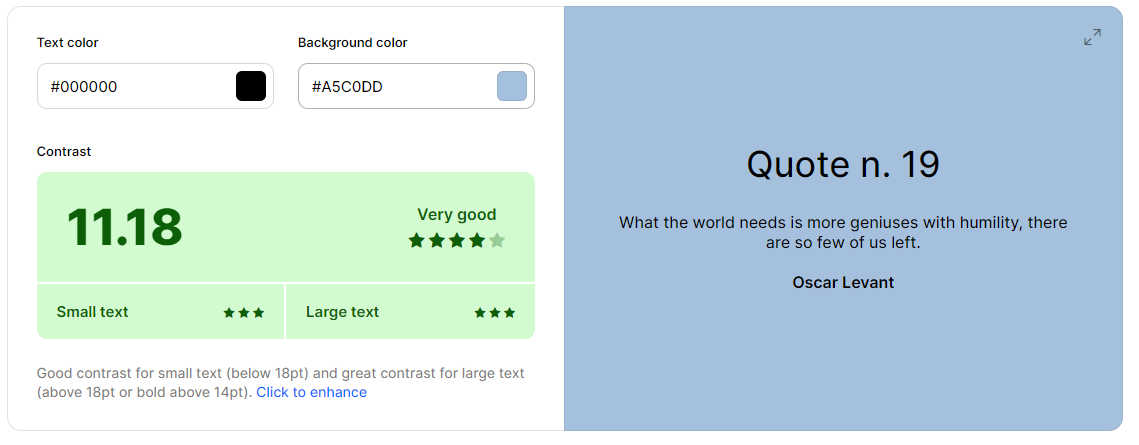 Text color
Background color
#000000
#A5C0DD
Contrast
11.18
Very good
Small text
Large text
Good contrast for small text (below 18pt) and great contrast for large text
(above 18pt or bold above 14pt). Click to enhance
Quote n. 19
What the world needs is more geniuses with humility, there
are so few of us left.
Oscar Levant